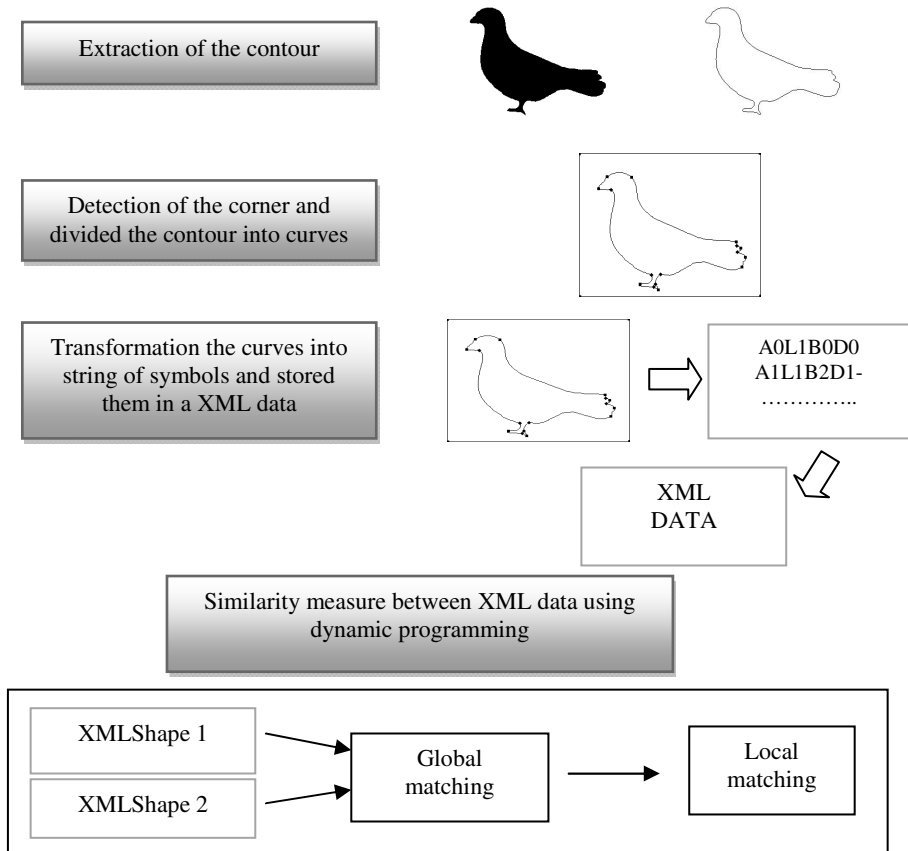 Extraction of the contour
Detection of the corner and
divided the contour into curves
Transformation the curves into
string of symbols and stored
them in a XML data
A0L1B0D0
A1L1B2D1-
…………..
XML
DATA
Similarity measure between XML data using
dynamic programming
XMLShape 1
XMLShape 2
Global
matching
Local
matching